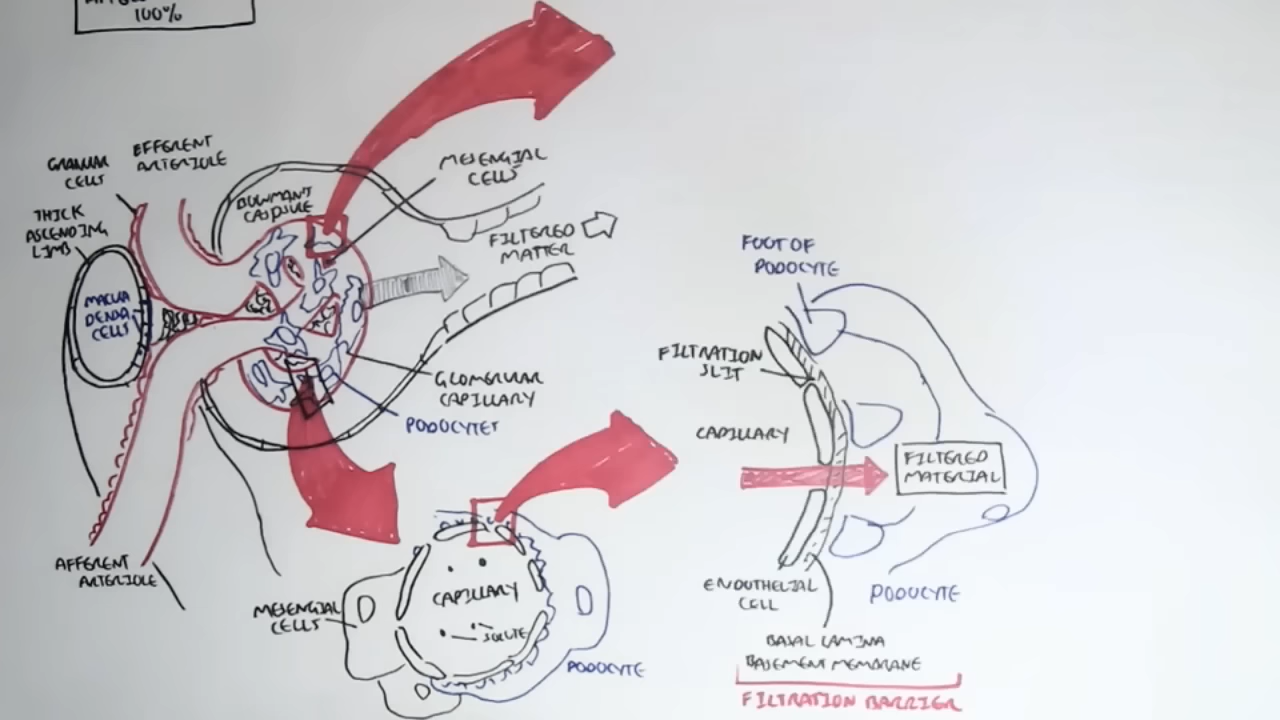 100%
EFFERENT
ARTERIOLE
GRANULAR
CELLS
THICK
ASCENDING
LIMB
MACULA
DENSA
CELLS
BOWMAN'S
CAPSULE
MESENGIAL
CELLS
FILTERED
MATTER
GLOMERULAR
CAPILLARY
PODOCYTES
AFFERENT
ARTERIOLE
MESENGIAL
CELLS
CAPILLARY
SOLUTE
PODOCYTE
FOOT OF
PODOCYTE
FILTRATION
SLIT
CAPILLARY
FILTERED
MATERIAL
ENDOTHELIAL
CELL
PODOCYTE
BASAL LAMINA
BASEMENT MEMBRANE
FILTRATION BARRIER